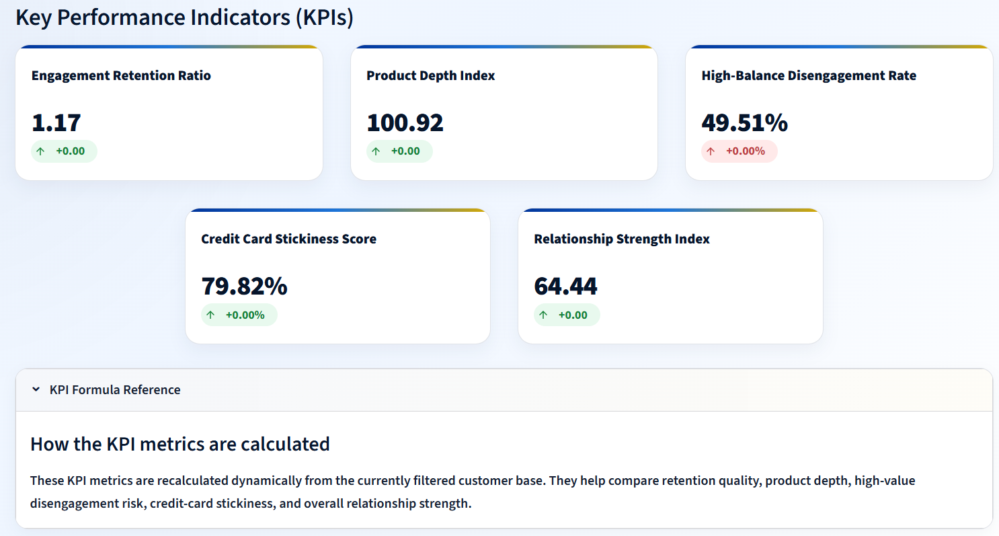 Key Performance Indicators (KPIs)
Engagement Retention Ratio
1.17
↑ +0.00
Product Depth Index
100.92
↑ +0.00
High-Balance Disengagement Rate
49.51%
↑ +0.00%
Credit Card Stickiness Score
79.82%
↑ +0.00%
Relationship Strength Index
64.44
↑ +0.00
KPI Formula Reference
How the KPI metrics are calculated
These KPI metrics are recalculated dynamically from the currently filtered customer base. They help compare retention quality, product depth, high-value
disengagement risk, credit-card stickiness, and overall relationship strength.